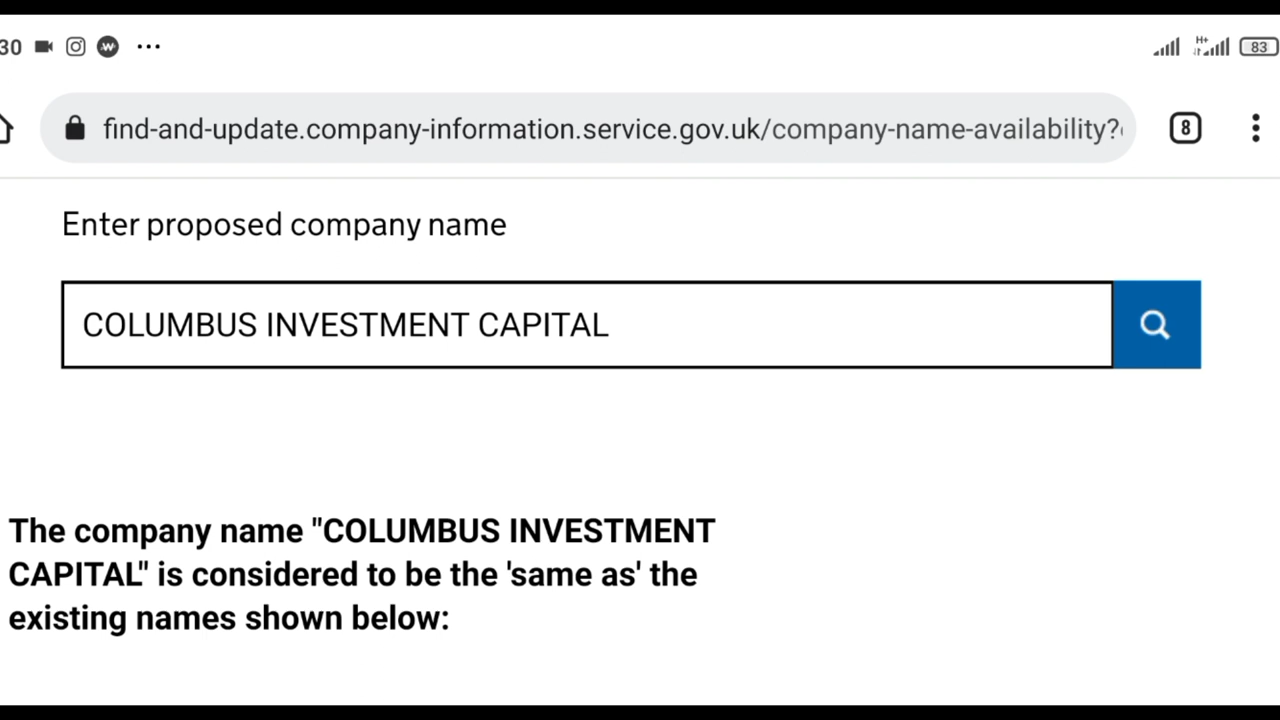 30 ...
H+
83
find-and-update.company-information.service.gov.uk/company-name-availability?
8
Enter proposed company name
COLUMBUS INVESTMENT CAPITAL
The company name "COLUMBUS INVESTMENT
CAPITAL" is considered to be the 'same as' the
existing names shown below: